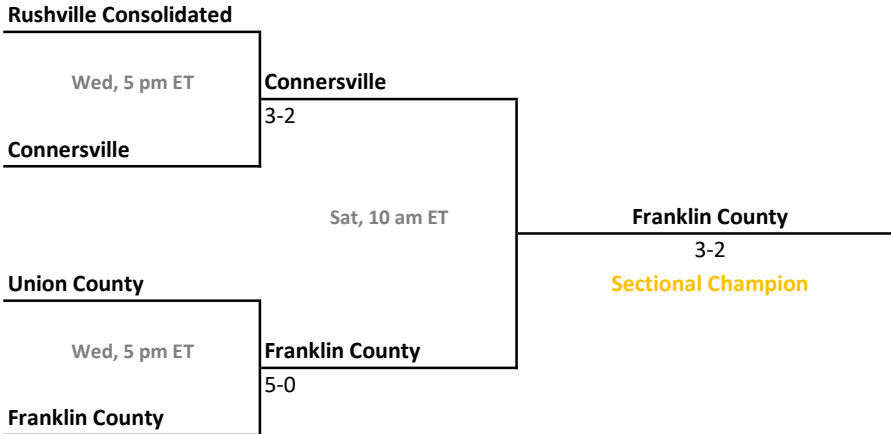 Rushville Consolidated
Wed, 5 pm ET
Connersville
3-2
Connersville
Sat, 10 am ET
Franklin County
3-2
Sectional Champion
Union County
Wed, 5 pm ET
Franklin County
5-0
Franklin County